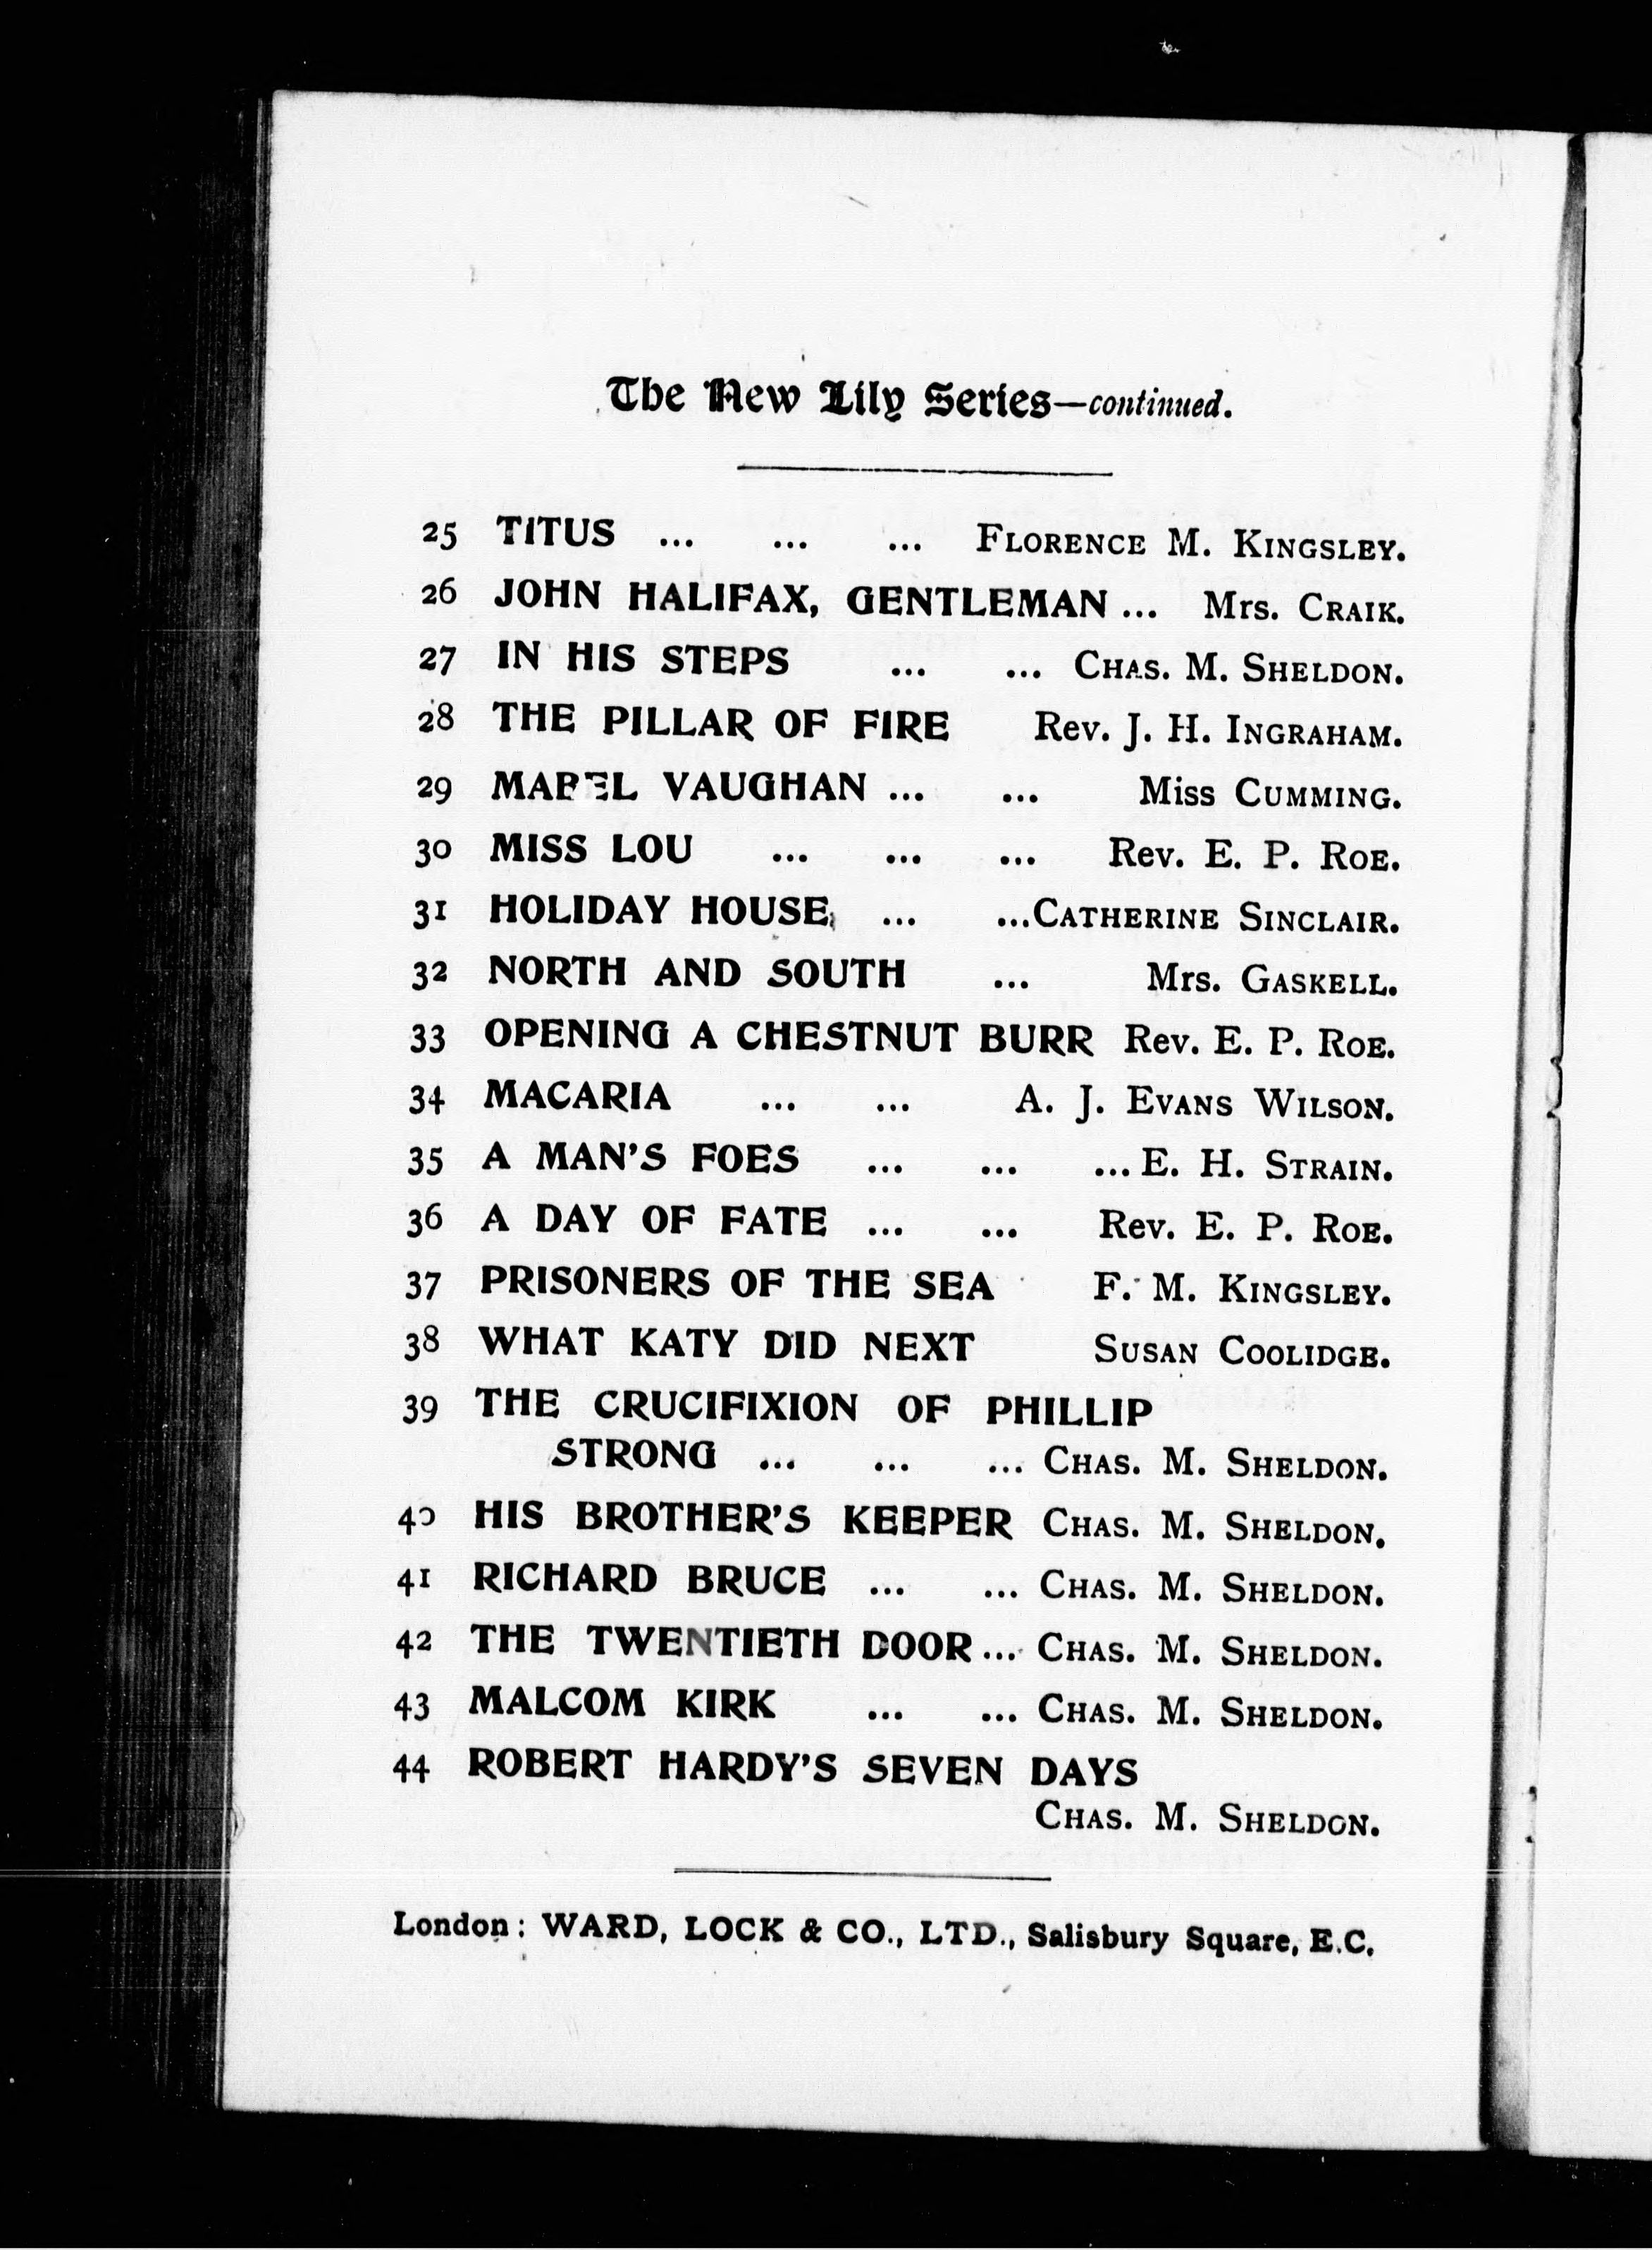 The New Lily Series—continued.
25 TITUS ... ... ... FLORENCE M. KINGSLEY.
26 JOHN HALIFAX, GENTLEMAN ... Mrs. CRAIK.
27 IN HIS STEPS ... ... CHAS. M. SHELDON.
28 THE PILLAR OF FIRE Rev. J. H. INGRAHAM.
29 MABEL VAUGHAN ... ... Miss CUMMING.
30 MISS LOU ... ... ... Rev. E. P. ROE.
31 HOLIDAY HOUSE ... ... CATHERINE SINCLAIR.
32 NORTH AND SOUTH ... Mrs. GASKELL.
33 OPENING A CHESTNUT BURR Rev. E. P. ROE.
34 MACARIA ... ... A. J. EVANS WILSON.
35 A MAN'S FOES ... ... ... E. H. STRAIN.
36 A DAY OF FATE ... ... Rev. E. P. ROE.
37 PRISONERS OF THE SEA F. M. KINGSLEY.
38 WHAT KATY DID NEXT SUSAN COOLIDGE.
39 THE CRUCIFIXION OF PHILLIP
STRONG ... ... ... CHAS. M. SHELDON.
40 HIS BROTHER'S KEEPER CHAS. M. SHELDON.
41 RICHARD BRUCE ... ... CHAS. M. SHELDON.
42 THE TWENTIETH DOOR ... CHAS. M. SHELDON.
43 MALCOM KIRK ... ... CHAS. M. SHELDON.
44 ROBERT HARDY'S SEVEN DAYS
CHAS. M. SHELDON.
London: WARD, LOCK & CO., LTD., Salisbury Square, E.C.